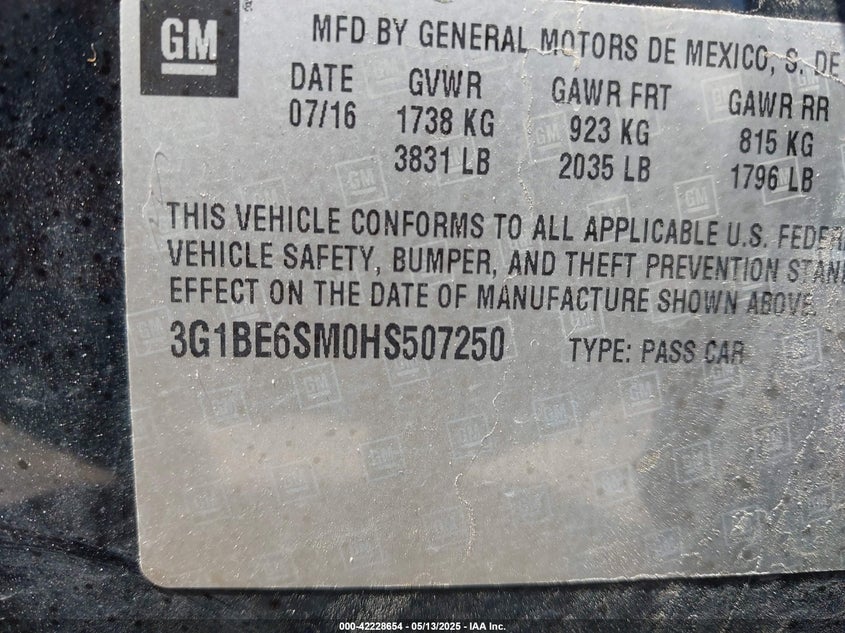 GM
MFD BY GENERAL MOTORS DE MEXICO, S. DE
DATE GVWR GAWR FRT GAWR RR
07/16 1738 KG 923 KG 815 KG
3831 LB 2035 LB 1796 LB
THIS VEHICLE CONFORMS TO ALL APPLICABLE U.S. FEDER
VEHICLE SAFETY, BUMPER, AND THEFT PREVENTION STAN
EFFECT ON THE DATE OF MANUFACTURE SHOWN ABOVE.
3G1BE6SM0HS507250 TYPE: PASS CAR
000-42228654 - 05/13/2025 - IAA Inc.